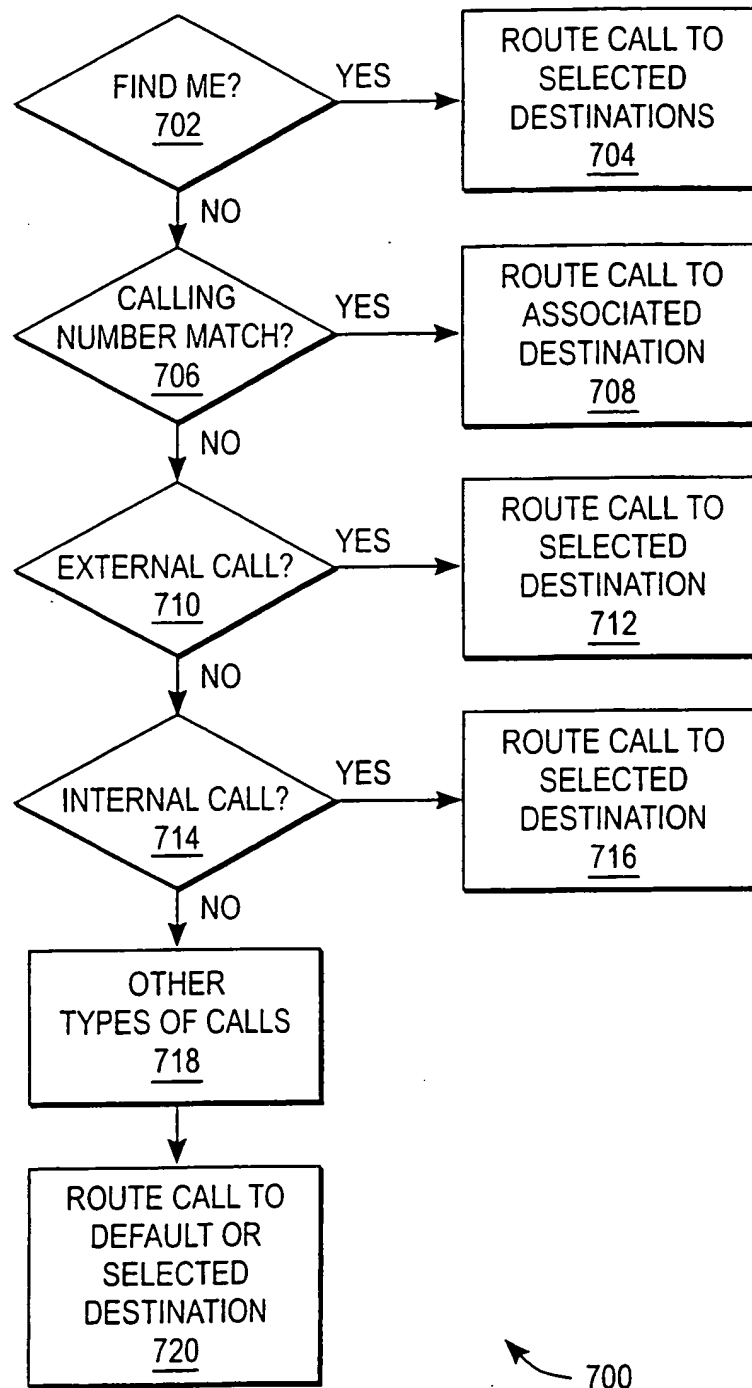 FIND ME?
702
YES
ROUTE CALL TO
SELECTED
DESTINATIONS
704
NO
CALLING
NUMBER MATCH?
706
YES
ROUTE CALL TO
ASSOCIATED
DESTINATION
708
NO
EXTERNAL CALL?
710
YES
ROUTE CALL TO
SELECTED
DESTINATION
712
NO
INTERNAL CALL?
714
YES
ROUTE CALL TO
SELECTED
DESTINATION
716
NO
OTHER
TYPES OF CALLS
718
ROUTE CALL TO
DEFAULT OR
SELECTED
DESTINATION
720
700